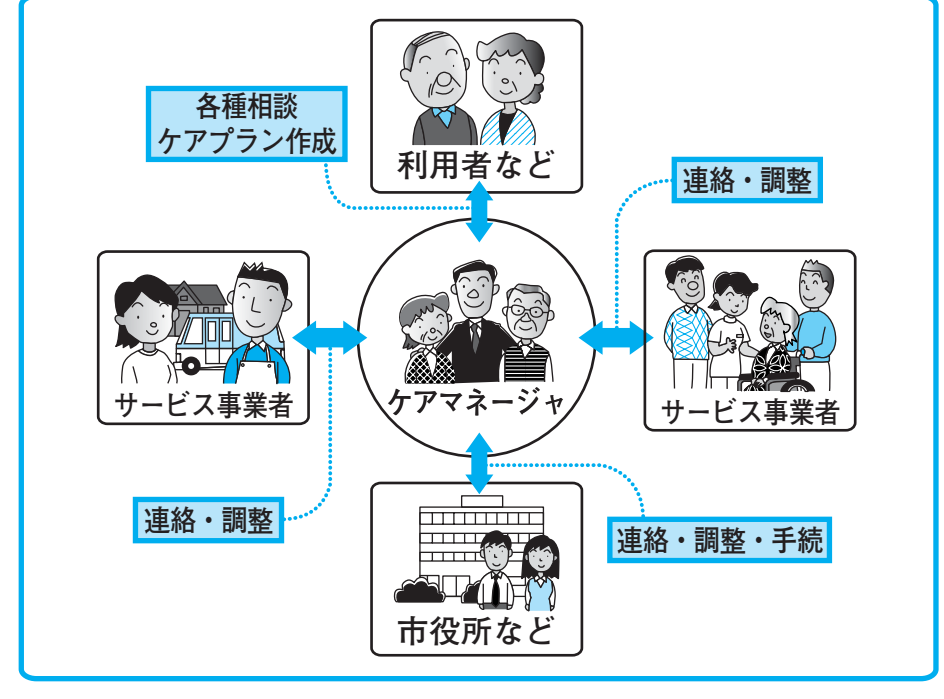 各種相談
ケアプラン作成
利用者など
連絡・調整
サービス事業者
ケアマネージャ
サービス事業者
連絡・調整
連絡・調整・手続
市役所など